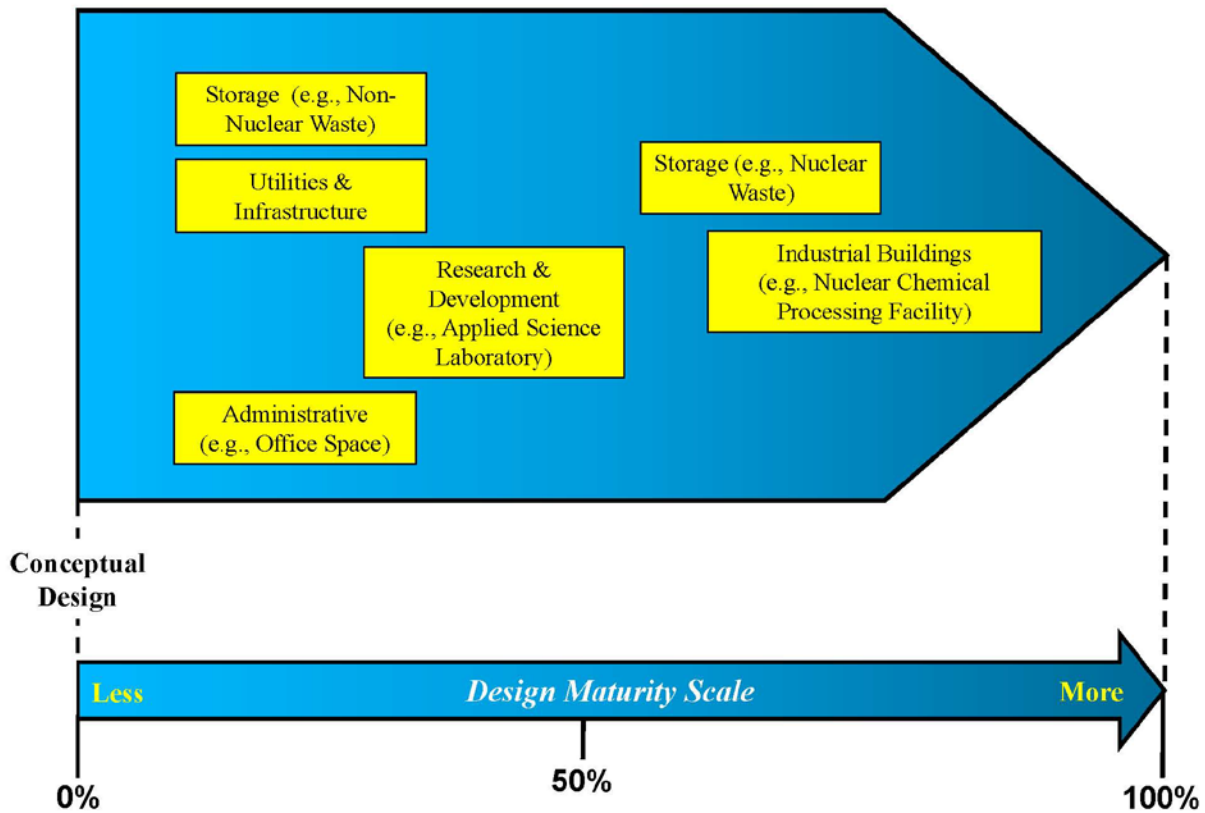 Storage (e.g., Non-
Nuclear Waste)
Utilities &
Infrastructure
Storage (e.g., Nuclear
Waste)
Research &
Development
(e.g., Applied Science
Laboratory)
Industrial Buildings
(e.g., Nuclear Chemical
Processing Facility)
Administrative
(e.g., Office Space)
Conceptual
Design
Less
Design Maturity Scale
More
0%
50%
100%